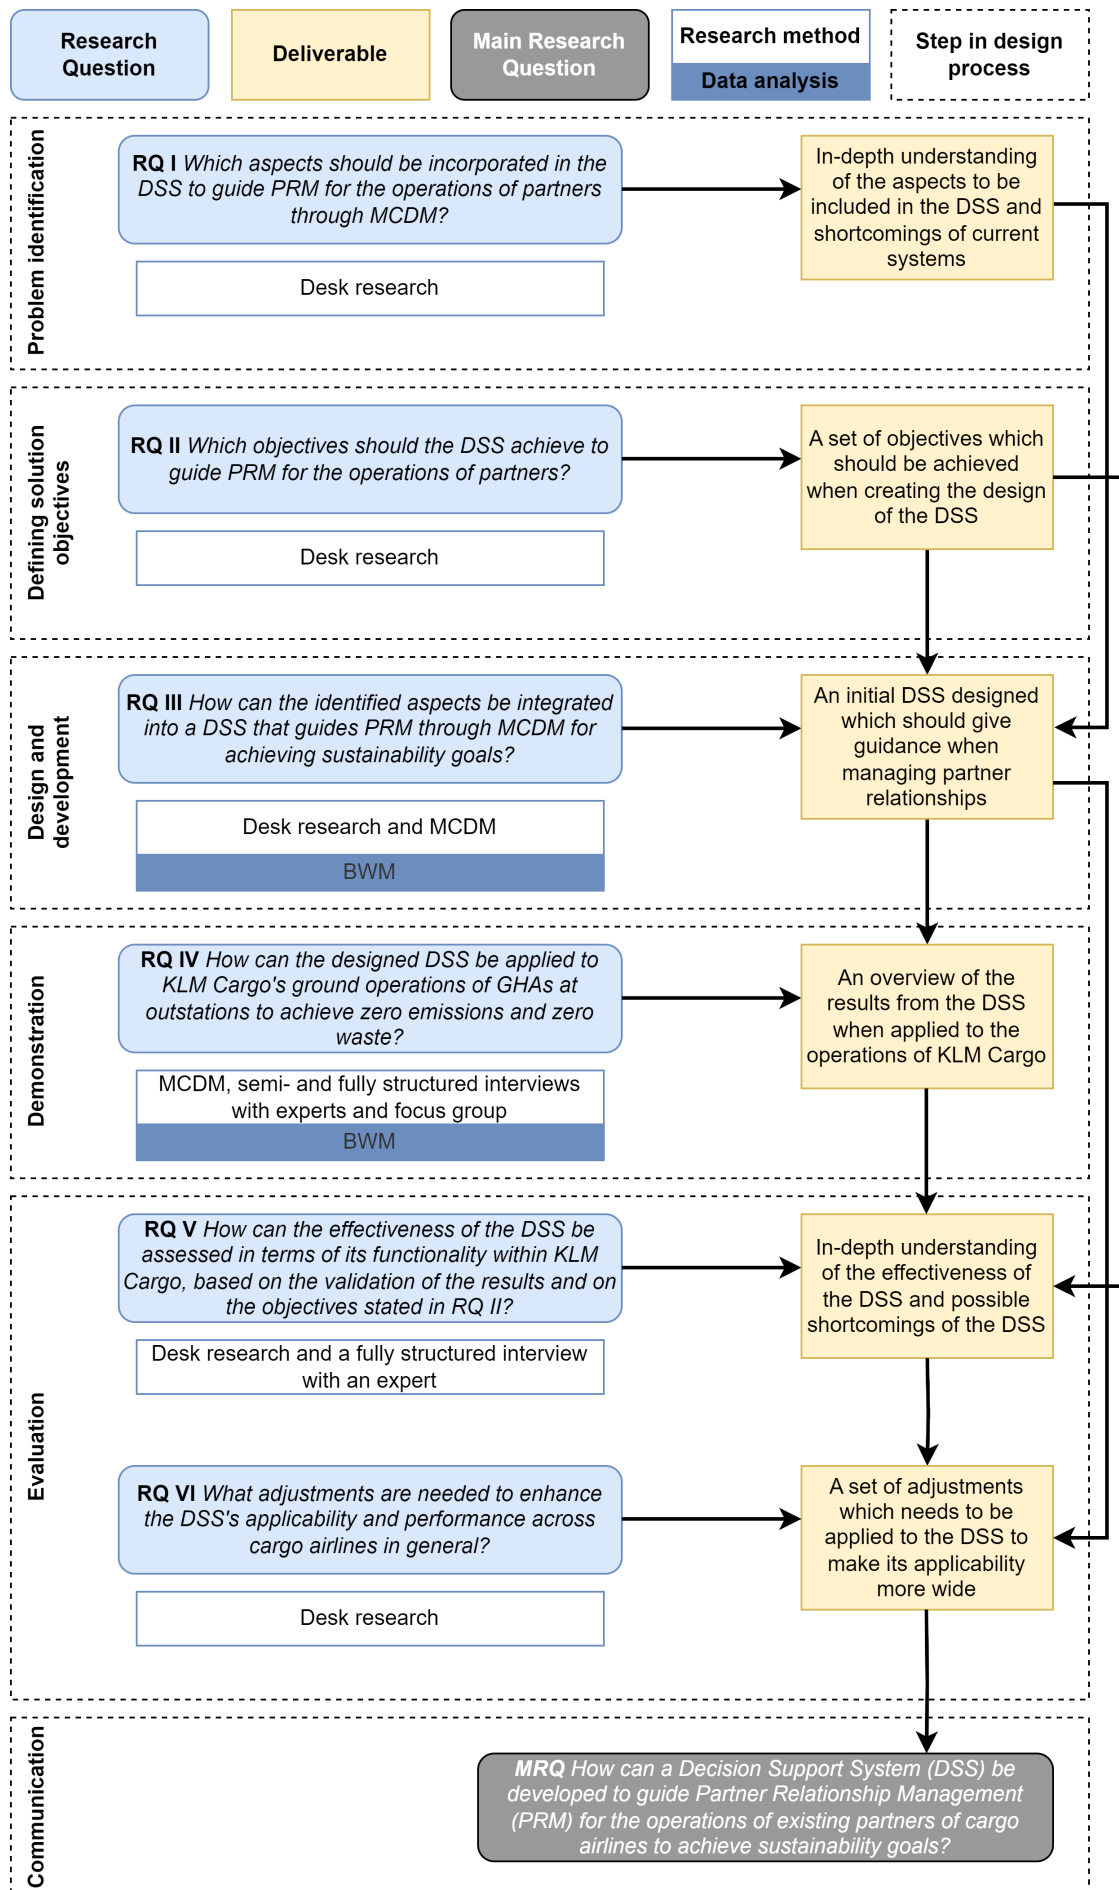 Research
Question
Deliverable
Main Research
Question
Research method
Data analysis
Step in design
process
Problem identification
RQ I Which aspects should be incorporated in the
DSS to guide PRM for the operations of partners
through MCDM?
Desk research
In-depth understanding
of the aspects to be
included in the DSS and
shortcomings of current
systems
Defining solution
objectives
RQ II Which objectives should the DSS achieve to
guide PRM for the operations of partners?
Desk research
A set of objectives which
should be achieved
when creating the design
of the DSS
Design and
development
RQ III How can the identified aspects be integrated
into a DSS that guides PRM through MCDM for
achieving sustainability goals?
Desk research and MCDM
BWM
An initial DSS designed
which should give
guidance when
managing partner
relationships
Demonstration
RQ IV How can the designed DSS be applied to
KLM Cargo's ground operations of GHAs at
outstations to achieve zero emissions and zero
waste?
MCDM, semi- and fully structured interviews
with experts and focus group
BWM
An overview of the
results from the DSS
when applied to the
operations of KLM Cargo
Evaluation
RQ V How can the effectiveness of the DSS be
assessed in terms of its functionality within KLM
Cargo, based on the validation of the results and on
the objectives stated in RQ II?
Desk research and a fully structured interview
with an expert
In-depth understanding
of the effectiveness of
the DSS and possible
shortcomings of the DSS
RQ VI What adjustments are needed to enhance
the DSS's applicability and performance across
cargo airlines in general?
Desk research
A set of adjustments
which needs to be
applied to the DSS to
make its applicability
more wide
Communication
MRQ How can a Decision Support System (DSS) be
developed to guide Partner Relationship Management
(PRM) for the operations of existing partners of cargo
airlines to achieve sustainability goals?